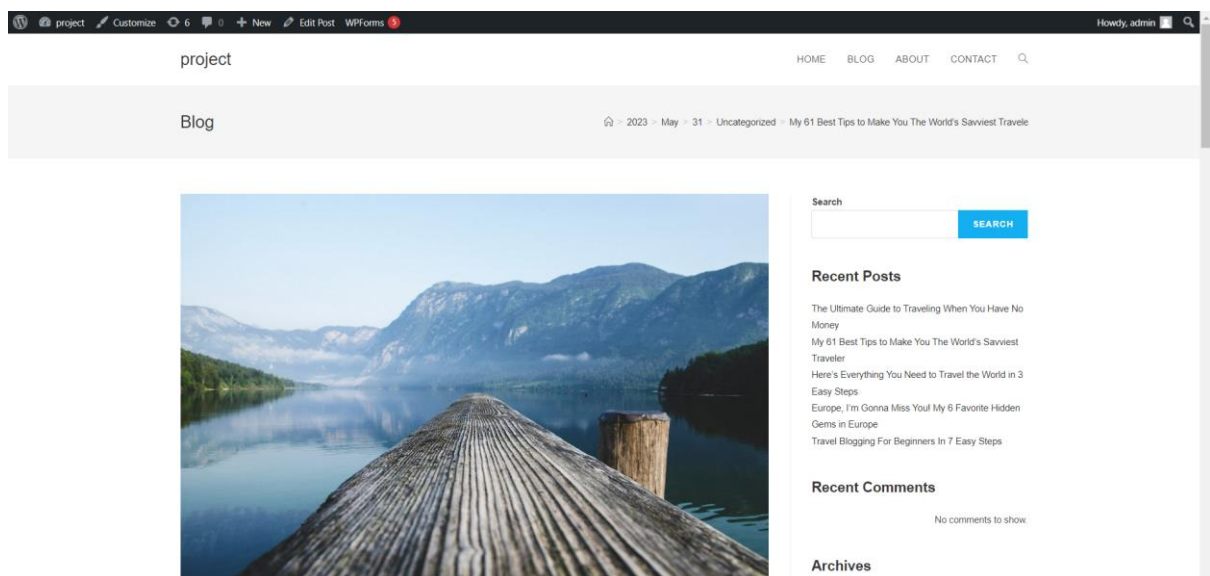 project Customize 6 0 + New Edit Post WPForms 5 Howdy, admin
project HOME BLOG ABOUT CONTACT
Blog > 2023 > May > 31 > Uncategorized > My 61 Best Tips to Make You The World's Savviest Travele
Search
SEARCH
Recent Posts
The Ultimate Guide to Traveling When You Have No
Money
My 61 Best Tips to Make You The World's Savviest
Traveler
Here's Everything You Need to Travel the World in 3
Easy Steps
Europe, I'm Gonna Miss You! My 6 Favorite Hidden
Gems in Europe
Travel Blogging For Beginners In 7 Easy Steps
Recent Comments
No comments to show.
Archives